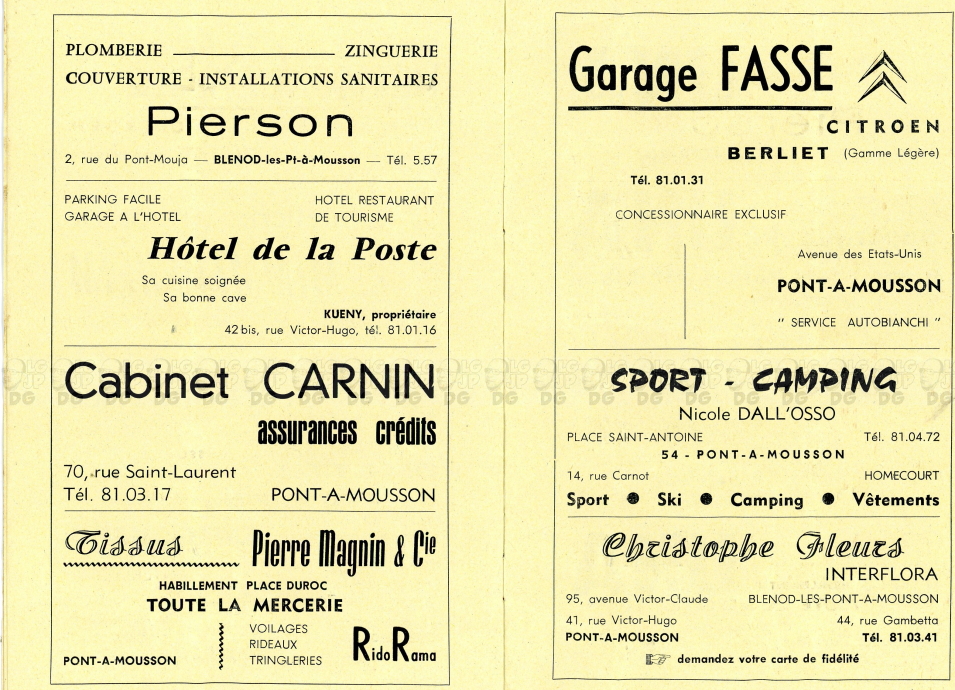 PLOMBERIE ZINGUERIE
COUVERTURE - INSTALLATIONS SANITAIRES
Pierson
2, rue du Pont-Mouja — BLENOD-les-Pt-à-Mousson — Tél. 5.57
PARKING FACILE HOTEL RESTAURANT
GARAGE A L'HOTEL DE TOURISME
Hôtel de la Poste
Sa cuisine soignée
Sa bonne cave
KUENY, propriétaire
42 bis, rue Victor-Hugo, tél. 81.01.16
Cabinet CARNIN
assurances crédits
70, rue Saint-Laurent
Tél. 81.03.17 PONT-A-MOUSSON
Tissus Pierre Magnin & Cie
HABILLEMENT PLACE DUROC
TOUTE LA MERCERIE
VOILAGES
RIDEAUX
TRINGLERIES
RidoRama
PONT-A-MOUSSON
Garage FASSE
CITROEN
BERLIET (Gamme Légère)
Tél. 81.01.31
CONCESSIONNAIRE EXCLUSIF
Avenue des Etats-Unis
PONT-A-MOUSSON
" SERVICE AUTOBIANCHI "
SPORT - CAMPING
Nicole DALL'OSSO
PLACE SAINT-ANTOINE Tél. 81.04.72
54 - PONT-A-MOUSSON
14, rue Carnot HOMECOURT
Sport ● Ski ● Camping ● Vêtements
Christophe Fleurs
INTERFLORA
95, avenue Victor-Claude BLENOD-LES-PONT-A-MOUSSON
41, rue Victor-Hugo 44, rue Gambetta
PONT-A-MOUSSON Tél. 81.03.41
demandez votre carte de fidélité